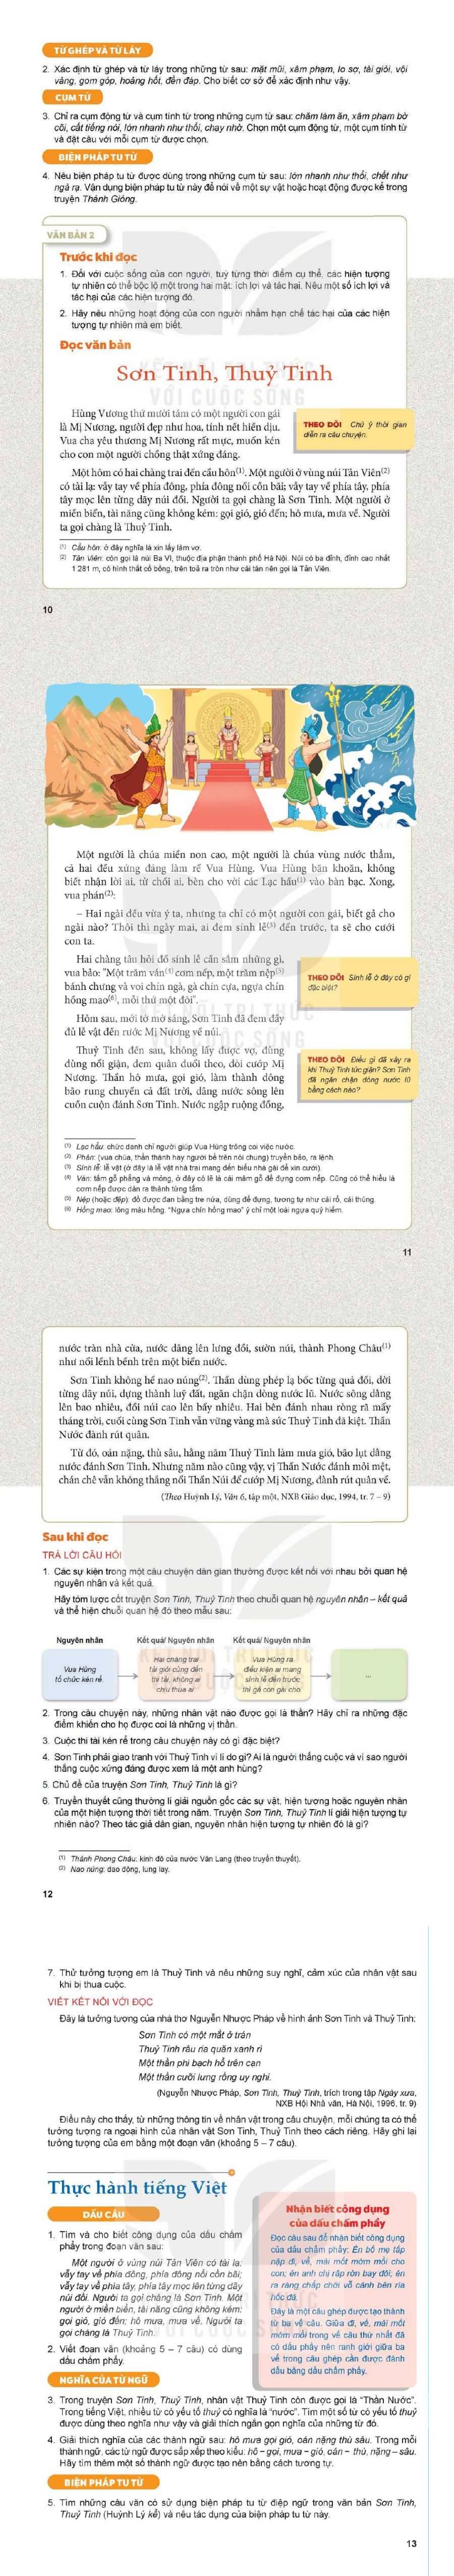 TỪ GHÉP VÀ TỪ LÁY
2. Xác định từ ghép và từ láy trong những từ sau: mặt mũi, xâm phạm, lo sợ, tài giỏi, vội
vàng, gom góp, hoảng hốt, đền đáp. Cho biết cơ sở để xác định như vậy.
CỤM TỪ
3. Chỉ ra cụm động từ và cụm tính từ trong những cụm từ sau: chăm làm ăn, xâm phạm bờ
cõi, cất tiếng nói, lớn nhanh như thổi, chạy nhờ. Chọn một cụm động từ, một cụm tính từ
và đặt câu với mỗi cụm từ được chọn.
BIỆN PHÁP TU TỪ
4. Nêu biện pháp tu từ được dùng trong những cụm từ sau: lớn nhanh như thổi, chết như
ngả rạ. Vận dụng biện pháp tu từ này để nói về một sự vật hoặc hoạt động được kể trong
truyện Thánh Gióng.
VĂN BẢN 2
Trước khi đọc
1. Đối với cuộc sống của con người, tuỳ từng thời điểm cụ thể, các hiện tượng
tự nhiên có thể bộc lộ một trong hai mặt: ích lợi và tác hại. Nêu một số ích lợi và
tác hại của các hiện tượng đó.
2. Hãy nêu những hoạt động của con người nhằm hạn chế tác hại của các hiện
tượng tự nhiên mà em biết.
Đọc văn bản
KẾT NỐI TRI THỨC
VỚI CUỘC SỐNG
Sơn Tinh, Thuỷ Tinh
Hùng Vương thứ mười tám có một người con gái
là Mị Nương, người đẹp như hoa, tính nết hiền dịu.
Vua cha yêu thương Mị Nương rất mực, muốn kén
cho con một người chồng thật xứng đáng.
THEO DÕI Chú ý thời gian
diễn ra câu chuyện.
Một hôm có hai chàng trai đến cầu hôn(1). Một người ở vùng núi Tản Viên(2)
có tài lạ: vẫy tay về phía đông, phía đông nổi cồn bãi; vẫy tay về phía tây, phía
tây mọc lên từng dãy núi đồi. Người ta gọi chàng là Sơn Tinh. Một người ở
miền biển, tài năng cũng không kém: gọi gió, gió đến; hô mưa, mưa về. Người
ta gọi chàng là Thuỷ Tinh.
(1) Cầu hôn: ở đây nghĩa là xin lấy làm vợ.
(2) Tản Viên: còn gọi là núi Ba Vì, thuộc địa phận thành phố Hà Nội. Núi có ba đỉnh, đỉnh cao nhất
1 281 m, có hình thắt cổ bồng, trên toả ra tròn như cái tán nên gọi là Tản Viên.
10
Một người là chúa miền non cao, một người là chúa vùng nước thẳm,
cả hai đều xứng đáng làm rể Vua Hùng. Vua Hùng băn khoăn, không
biết nhận lời ai, từ chối ai, bèn cho vời các Lạc hầu(1) vào bàn bạc. Xong,
vua phán(2):
– Hai ngài đều vừa ý ta, nhưng ta chỉ có một người con gái, biết gả cho
ngài nào? Thôi thì ngày mai, ai đem sính lễ(3) đến trước, ta sẽ cho cưới
con ta.
Hai chàng tâu hỏi đồ sính lễ cần sắm những gì,
vua bảo: "Một trăm ván(4) cơm nếp, một trăm nệp(5)
bánh chưng và voi chín ngà, gà chín cựa, ngựa chín
hồng mao(6), mỗi thứ một đôi".
THEO DÕI Sính lễ ở đây có gì
đặc biệt?
Hôm sau, mới tờ mờ sáng, Sơn Tinh đã đem đầy
đủ lễ vật đến rước Mị Nương về núi.
Thuỷ Tinh đến sau, không lấy được vợ, đùng
đùng nổi giận, đem quân đuổi theo, đòi cướp Mị
Nương. Thần hô mưa, gọi gió, làm thành dông
bão rung chuyển cả đất trời, dâng nước sông lên
cuồn cuộn đánh Sơn Tinh. Nước ngập ruộng đồng,
THEO DÕI Điều gì đã xảy ra
khi Thuỷ Tinh tức giận? Sơn Tinh
đã ngăn chặn dòng nước lũ
bằng cách nào?
(1) Lạc hầu: chức danh chỉ người giúp Vua Hùng trông coi việc nước.
(2) Phán: (vua chúa, thần thánh hay người bề trên nói chung) truyền bảo, ra lệnh.
(3) Sính lễ: lễ vật (ở đây là lễ vật nhà trai mang đến biếu nhà gái để xin cưới).
(4) Ván: tấm gỗ phẳng và mỏng, ở đây có lẽ là cái mâm gỗ để đựng cơm nếp. Cũng có thể hiểu là
cơm nếp được dàn ra thành từng tấm.
(5) Nệp (hoặc đệp): đồ được đan bằng tre nứa, dùng để đựng, tương tự như cái rổ, cái thúng.
(6) Hồng mao: lông màu hồng. "Ngựa chín hồng mao" ý chỉ một loài ngựa quý hiếm.
11
nước tràn nhà cửa, nước dâng lên lưng đồi, sườn núi, thành Phong Châu(1)
như nổi lềnh bềnh trên một biển nước.
Sơn Tinh không hề nao núng(2). Thần dùng phép lạ bốc từng quả đồi, dời
từng dãy núi, dựng thành luỹ đất, ngăn chặn dòng nước lũ. Nước sông dâng
lên bao nhiêu, đồi núi cao lên bấy nhiêu. Hai bên đánh nhau ròng rã mấy
tháng trời, cuối cùng Sơn Tinh vẫn vững vàng mà sức Thuỷ Tinh đã kiệt. Thần
Nước đành rút quân.
Từ đó, oán nặng, thù sâu, hằng năm Thuỷ Tinh làm mưa gió, bão lụt dâng
nước đánh Sơn Tinh. Nhưng năm nào cũng vậy, vị Thần Nước đánh mỏi mệt,
chán chê vẫn không thắng nổi Thần Núi để cướp Mị Nương, đành rút quân về.
(Theo Huỳnh Lý, Văn 6, tập một, NXB Giáo dục, 1994, tr. 7 – 9)
Sau khi đọc
TRẢ LỜI CÂU HỎI
1. Các sự kiện trong một câu chuyện dân gian thường được kết nối với nhau bởi quan hệ
nguyên nhân và kết quả.
Hãy tóm lược cốt truyện Sơn Tinh, Thuỷ Tinh theo chuỗi quan hệ nguyên nhân – kết quả
và thể hiện chuỗi quan hệ đó theo mẫu sau:
Nguyên nhân Kết quả/ Nguyên nhân Kết quả/ Nguyên nhân
Vua Hùng
tổ chức kén rể
Hai chàng trai
tài giỏi cùng đến
thi tài, không ai
chịu thua ai
Vua Hùng ra
điều kiện ai mang
sính lễ đến trước
thì gả con gái cho
...
2. Trong câu chuyện này, những nhân vật nào được gọi là thần? Hãy chỉ ra những đặc
điểm khiến cho họ được coi là những vị thần.
3. Cuộc thi tài kén rể trong câu chuyện này có gì đặc biệt?
4. Sơn Tinh phải giao tranh với Thuỷ Tinh vì lí do gì? Ai là người thắng cuộc và vì sao người
thắng cuộc xứng đáng được xem là một anh hùng?
5. Chủ đề của truyện Sơn Tinh, Thuỷ Tinh là gì?
6. Truyền thuyết cũng thường lí giải nguồn gốc các sự vật, hiện tượng hoặc nguyên nhân
của một hiện tượng thời tiết trong năm. Truyện Sơn Tinh, Thuỷ Tinh lí giải hiện tượng tự
nhiên nào? Theo tác giả dân gian, nguyên nhân hiện tượng tự nhiên đó là gì?
(1) Thành Phong Châu: kinh đô của nước Văn Lang (theo truyền thuyết).
(2) Nao núng: dao động, lung lay.
12
7. Thử tưởng tượng em là Thuỷ Tinh và nêu những suy nghĩ, cảm xúc của nhân vật sau
khi bị thua cuộc.
VIẾT KẾT NỐI VỚI ĐỌC
Đây là tưởng tượng của nhà thơ Nguyễn Nhược Pháp về hình ảnh Sơn Tinh và Thuỷ Tinh:
Sơn Tinh có một mắt ở trán
Thuỷ Tinh râu ria quăn xanh rì
Một thần phi bạch hổ trên cạn
Một thần cưỡi lưng rồng uy nghi.
(Nguyễn Nhược Pháp, Sơn Tinh, Thuỷ Tinh, trích trong tập Ngày xưa,
NXB Hội Nhà văn, Hà Nội, 1996, tr. 9)
Điều này cho thấy, từ những thông tin về nhân vật trong câu chuyện, mỗi chúng ta có thể
tưởng tượng ra ngoại hình của nhân vật Sơn Tinh, Thuỷ Tinh theo cách riêng. Hãy ghi lại
tưởng tượng của em bằng một đoạn văn (khoảng 5 – 7 câu).
Thực hành tiếng Việt
DẤU CÂU
1. Tìm và cho biết công dụng của dấu chấm
phẩy trong đoạn văn sau:
Một người ở vùng núi Tản Viên có tài lạ:
vẫy tay về phía đông, phía đông nổi cồn bãi;
vẫy tay về phía tây, phía tây mọc lên từng dãy
núi đồi. Người ta gọi chàng là Sơn Tinh. Một
người ở miền biển, tài năng cũng không kém:
gọi gió, gió đến; hô mưa, mưa về. Người ta
gọi chàng là Thuỷ Tinh.
2. Viết đoạn văn (khoảng 5 – 7 câu) có dùng
dấu chấm phẩy.
Nhận biết công dụng
của dấu chấm phẩy
Đọc câu sau để nhận biết công dụng
của dấu chấm phẩy: Én bố mẹ tấp
nập đi, về, mải mốt mớm mồi cho
con; én anh chị rập rờn bay đôi; én
ra ràng chấp chới vỗ cánh bên rìa
hốc đá.
Đây là một câu ghép được tạo thành
từ ba vế câu. Giữa đi, về, mải mốt
mớm mồi trong vế câu thứ nhất đã
có dấu phẩy nên ranh giới giữa ba
vế trong câu ghép cần được đánh
dấu bằng dấu chấm phẩy.
NGHĨA CỦA TỪ NGỮ
3. Trong truyện Sơn Tinh, Thuỷ Tinh, nhân vật Thuỷ Tinh còn được gọi là "Thần Nước".
Trong tiếng Việt, nhiều từ có yếu tố thuỷ có nghĩa là "nước". Tìm một số từ có yếu tố thuỷ
được dùng theo nghĩa như vậy và giải thích ngắn gọn nghĩa của những từ đó.
4. Giải thích nghĩa của các thành ngữ sau: hô mưa gọi gió, oán nặng thù sâu. Trong mỗi
thành ngữ, các từ ngữ được sắp xếp theo kiểu: hô – gọi, mưa – gió, oán – thù, nặng – sâu.
Hãy tìm thêm một số thành ngữ được tạo nên bằng cách tương tự.
BIỆN PHÁP TU TỪ
5. Tìm những câu văn có sử dụng biện pháp tu từ điệp ngữ trong văn bản Sơn Tinh,
Thuỷ Tinh (Huỳnh Lý kể) và nêu tác dụng của biện pháp tu từ này.
13